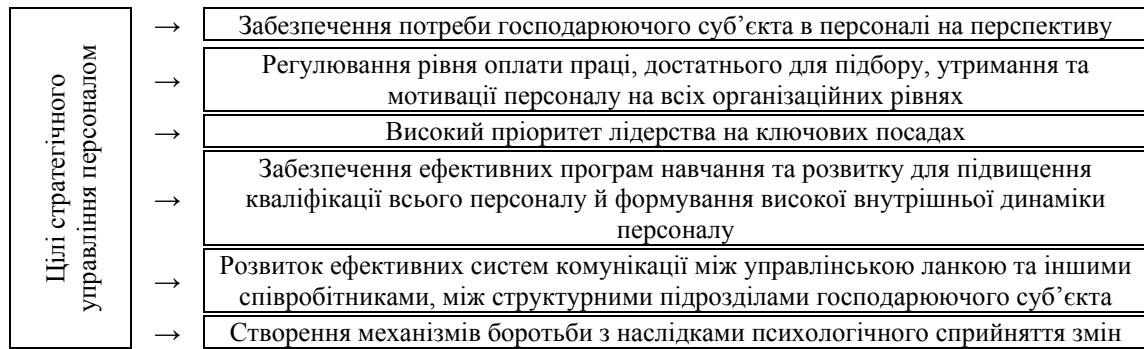 Цілі стратегічного
управління персоналом
→ Забезпечення потреби господарюючого суб’єкта в персоналі на перспективу
→ Регулювання рівня оплати праці, достатнього для підбору, утримання та
мотивації персоналу на всіх організаційних рівнях
→ Високий пріоритет лідерства на ключових посадах
→ Забезпечення ефективних програм навчання та розвитку для підвищення
кваліфікації всього персоналу й формування високої внутрішньої динаміки
персоналу
→ Розвиток ефективних систем комунікації між управлінською ланкою та іншими
співробітниками, між структурними підрозділами господарюючого суб’єкта
→ Створення механізмів боротьби з наслідками психологічного сприйняття змін